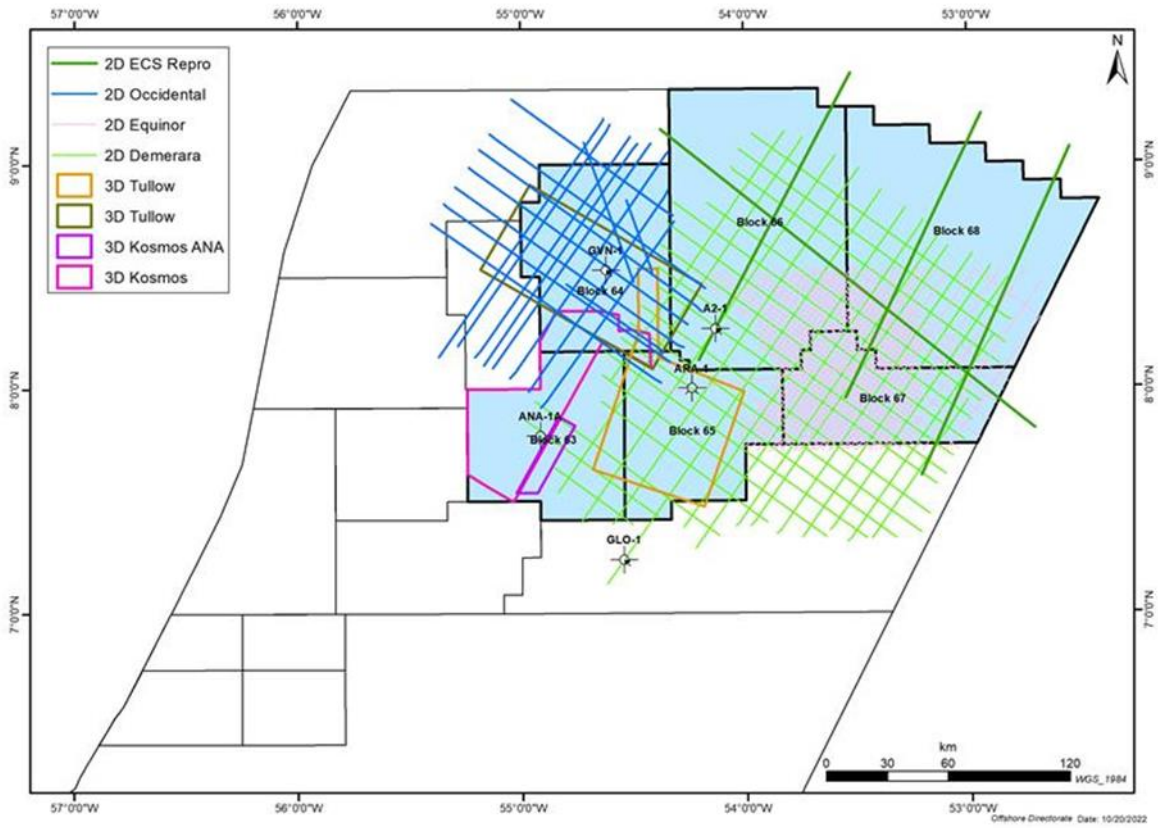 57°0'0"W 56°0'0"W 55°0'0"W 54°0'0"W 53°0'0"W
N
2D ECS Repro
2D Occidental
2D Equinor
2D Demerara
3D Tullow
3D Tullow
3D Kosmos ANA
3D Kosmos
9°0'0"N
9°0'0"N
Block 66
Block 68
GVN-1
Block 64
A2-1
8°0'0"N
8°0'0"N
ARA-1
Block 67
ANA-1A
Block 63
Block 65
GLO-1
7°0'0"N
7°0'0"N
km
0 30 60 120
WGS_1984
57°0'0"W 56°0'0"W 55°0'0"W 54°0'0"W 53°0'0"W
Offshore Directorate Date: 10/20/2022